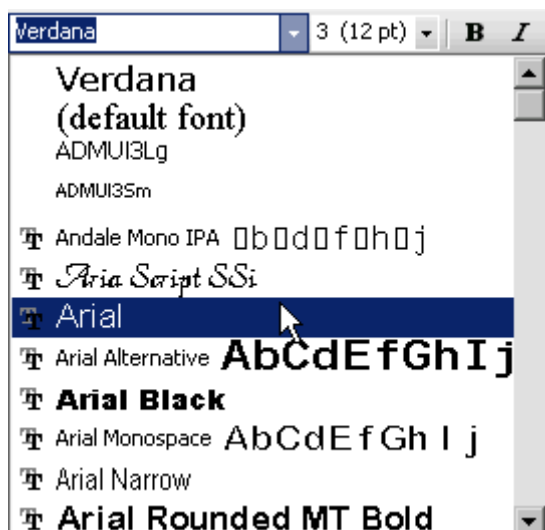 Verdana 3 (12 pt) B I
Verdana
(default font)
ADMUI3Lg
ADMUI3Sm
Andale Mono IPA ▯b▯d▯f▯h▯j
Aria Script SSi
Arial
Arial Alternative AbCdEfGhIj
Arial Black
Arial Monospace AbCdEfGhIj
Arial Narrow
Arial Rounded MT Bold